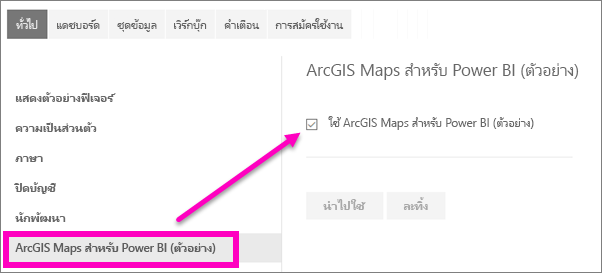 ทั่วไป แดชบอร์ด ชุดข้อมูล เวิร์กบุ๊ก คำเตือน การสมัครใช้งาน
ArcGIS Maps สำหรับ Power BI (ตัวอย่าง)
ใช้ ArcGIS Maps สำหรับ Power BI (ตัวอย่าง)
นำไปใช้ ละทิ้ง
แสดงตัวอย่างฟีเจอร์
ความเป็นส่วนตัว
ภาษา
ปิดบัญชี
นักพัฒนา
ArcGIS Maps สำหรับ Power BI (ตัวอย่าง)